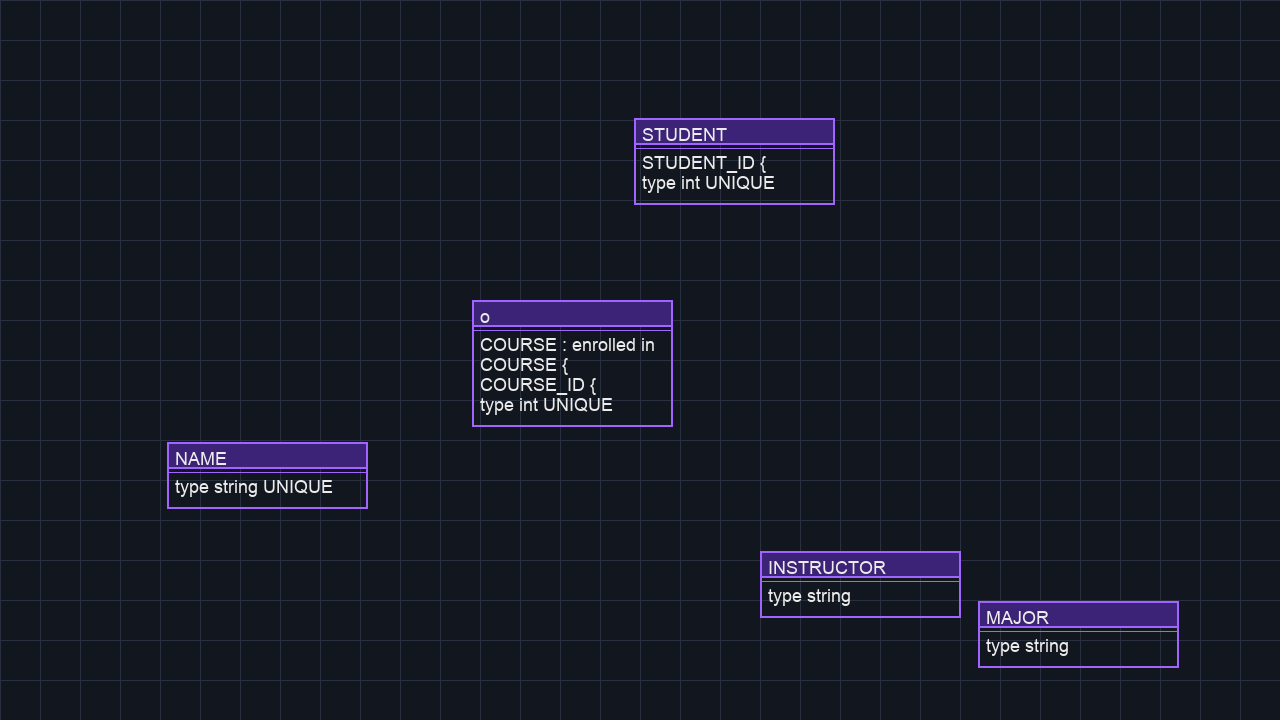 STUDENT
STUDENT_ID {
type int UNIQUE
o
COURSE : enrolled in
COURSE {
COURSE_ID {
type int UNIQUE
NAME
type string UNIQUE
INSTRUCTOR
type string
MAJOR
type string